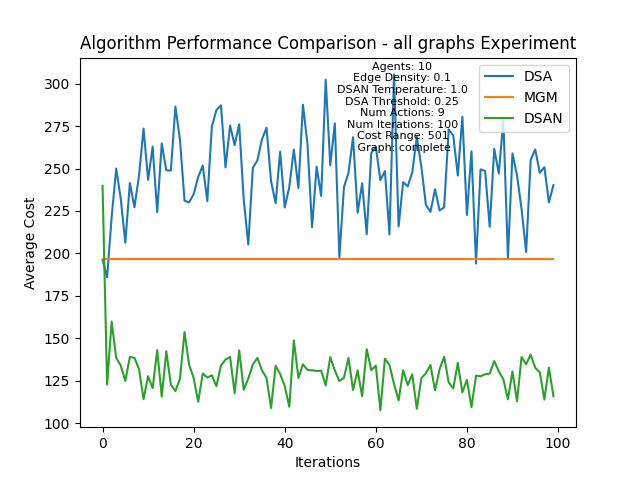 Algorithm Performance Comparison - all graphs Experiment
Agents: 10
Edge Density: 0.1
DSAN Temperature: 1.0
DSA Threshold: 0.25
Num Actions: 9
Num Iterations: 100
Cost Range: 501
Graph: complete
DSA
MGM
DSAN
Average Cost
300
275
250
225
200
175
150
125
100
0 20 40 60 80 100
Iterations